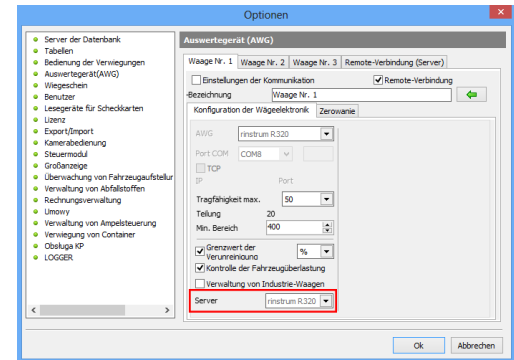 Optionen
Server der Datenbank
Tabellen
Bedienung der Verwiegungen
Auswertegerät(AWG)
Wiegeschein
Benutzer
Lesegeräte für Scheckkarten
Lizenz
Export/Import
Kamerabedienung
Steuermodul
Großanzeige
Überwachung von Fahrzeugaufstellur
Verwaltung von Abfallstoffen
Rechnungsverwaltung
Umowy
Verwaltung von Ampelsteuerung
Verwiegung von Container
Obsługa KP
LOGGER
Auswertegerät (AWG)
Waage Nr. 1 Waage Nr. 2 Waage Nr. 3 Remote-Verbindung (Server)
Einstellungen der Kommunikation Remote-Verbindung
-Bezeichnung Waage Nr. 1
Konfiguration der Wägeelektronik Zerowanie
AWG rinstrum R320
Port COM COM8
TCP
IP Port
Tragfähigkeit max. 50
Teilung 20
Min. Bereich 400
Grenzwert der Verunreinigung %
Kontrolle der Fahrzeugüberlastung
Verwaltung von Industrie-Waagen
Server rinstrum R320
Ok Abbrechen